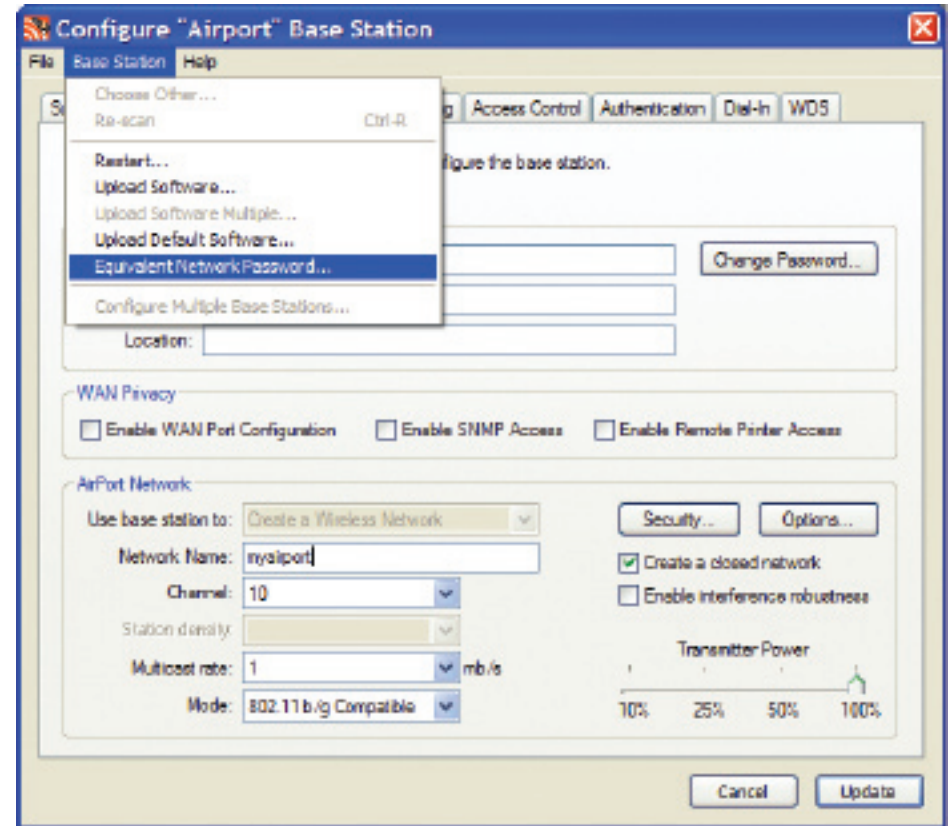 Configure "Airport" Base Station
File Base Station Help
Choose Other...
Re-scan Ctrl-R
Restart...
Upload Software...
Upload Software Multiple...
Upload Default Software...
Equivalent Network Password...
Configure Multiple Base Stations...
Access Control Authentication Dial-In WDS
figure the base station.
Change Password...
Location:
WAN Privacy
Enable WAN Port Configuration Enable SNMP Access Enable Remote Printer Access
AirPort Network
Use base station to: Create a Wireless Network Security... Options...
Network Name: myairport Create a closed network
Channel: 10 Enable interference robustness
Station density:
Transmitter Power
Multicast rate: 1 mb/s
Mode: 802.11b/g Compatible 10% 25% 50% 100%
Cancel Update